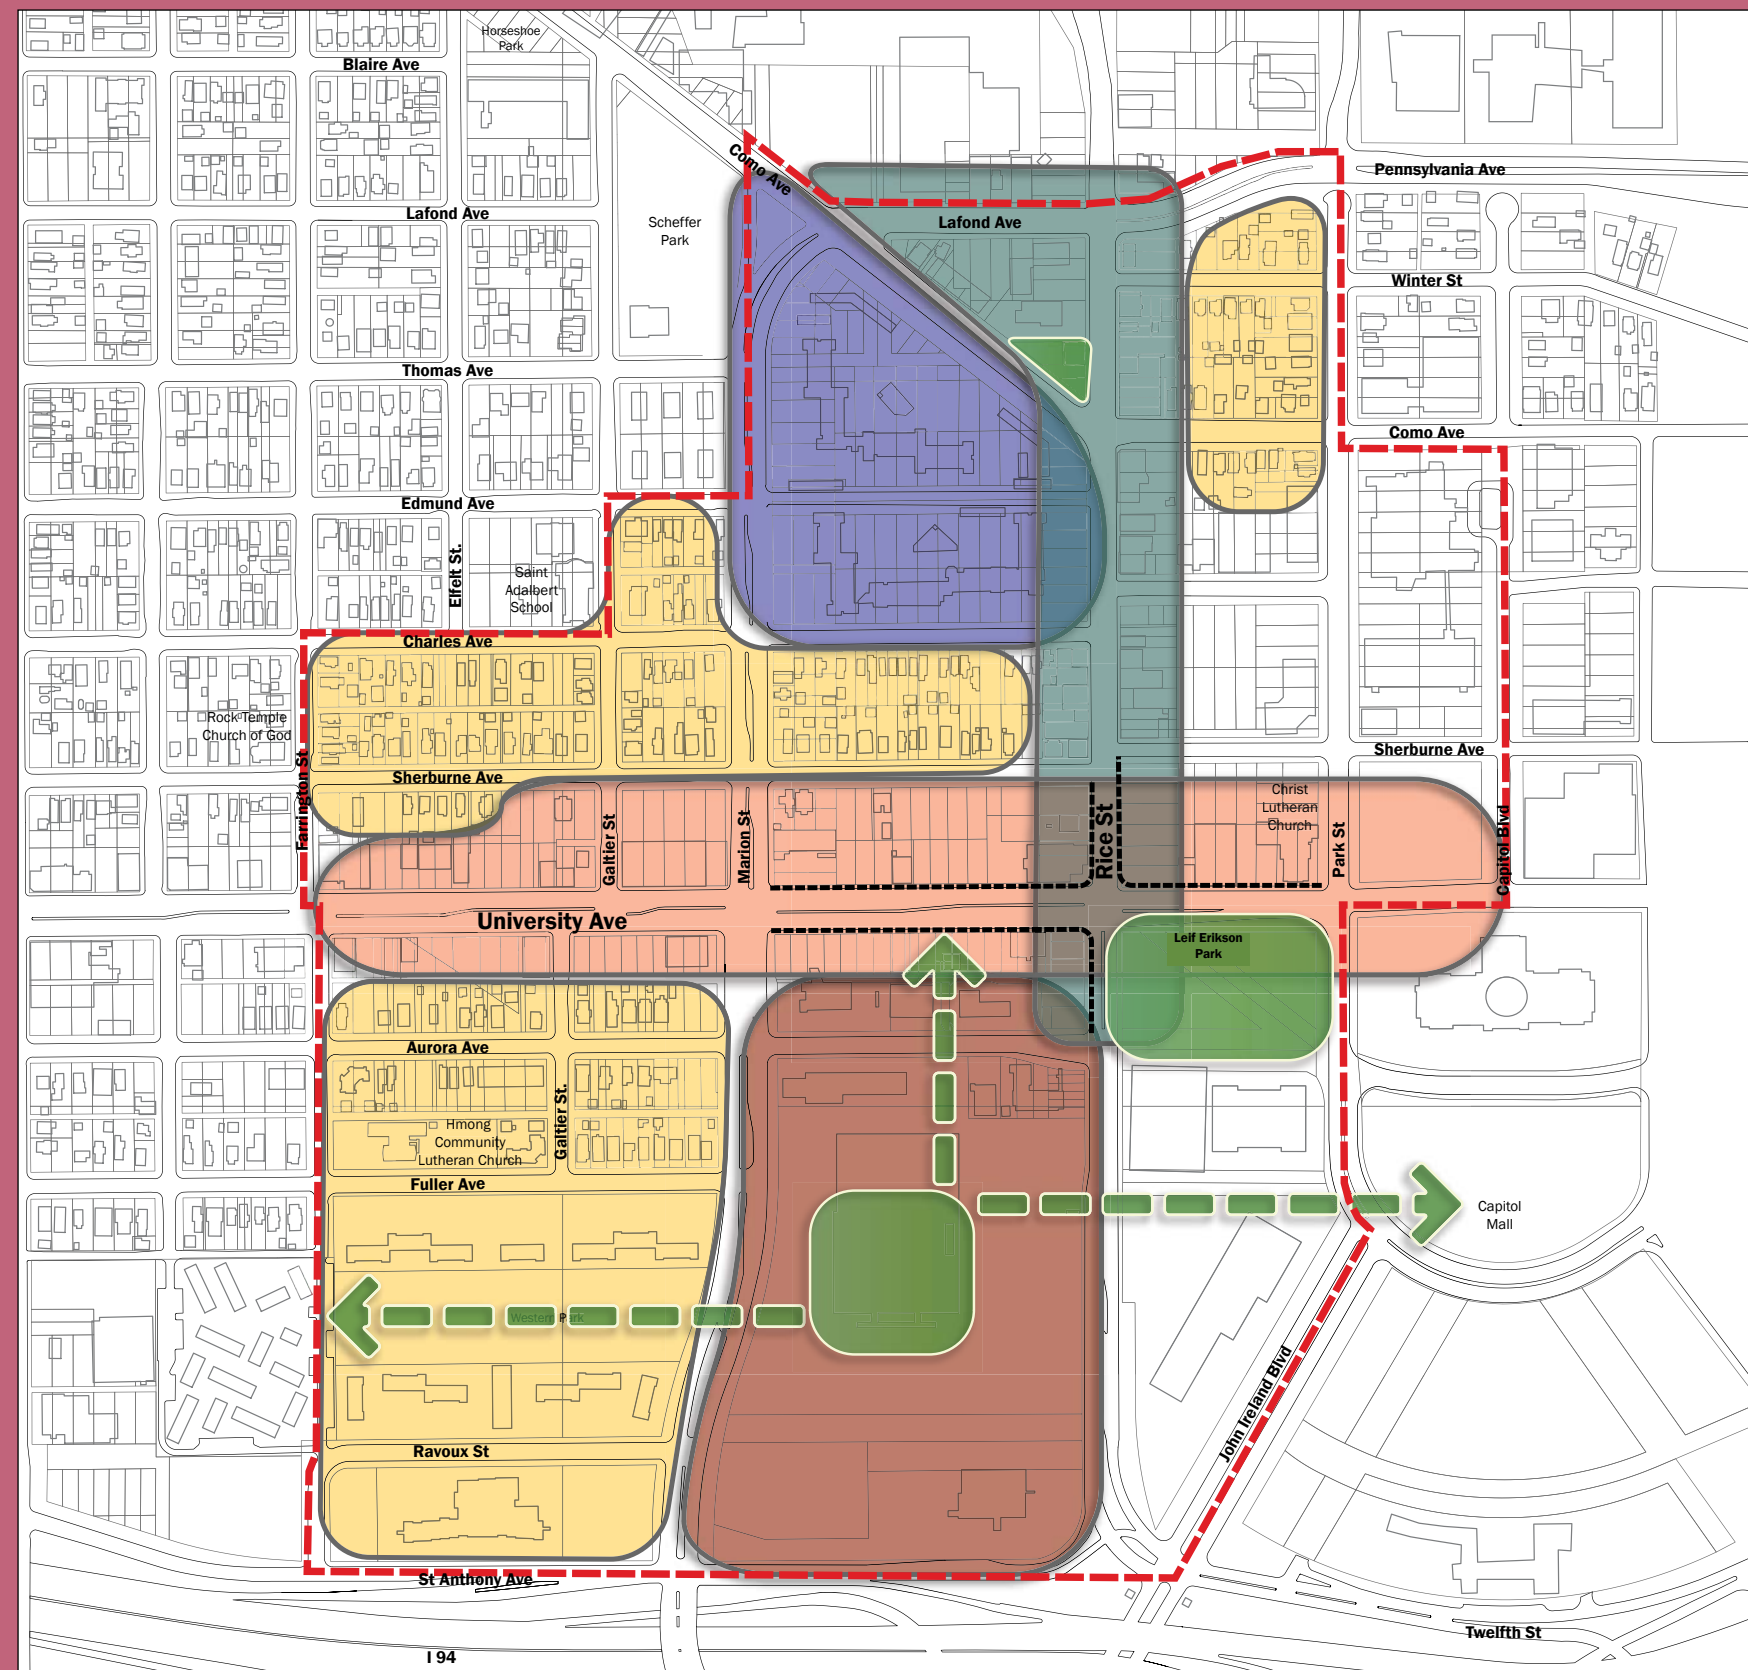 Horseshoe
Park
Blaire Ave
Como Ave
Pennsylvania Ave
Lafond Ave
Scheffer
Park
Lafond Ave
Winter St
Thomas Ave
Como Ave
Edmund Ave
Elfelt St.
Saint
Adalbert
School
Charles Ave
Rock Temple
Church of God
Farrington St
Sherburne Ave
Sherburne Ave
Galtier St
Marion St
Rice St
Christ
Lutheran
Church
Park St
Capitol Blvd
University Ave
Leif Erikson
Park
Aurora Ave
Galtier St.
Hmong
Community
Lutheran Church
Fuller Ave
Capitol
Mall
Western Park
John Ireland Blvd
Ravoux St
St Anthony Ave
Twelfth St
I 94